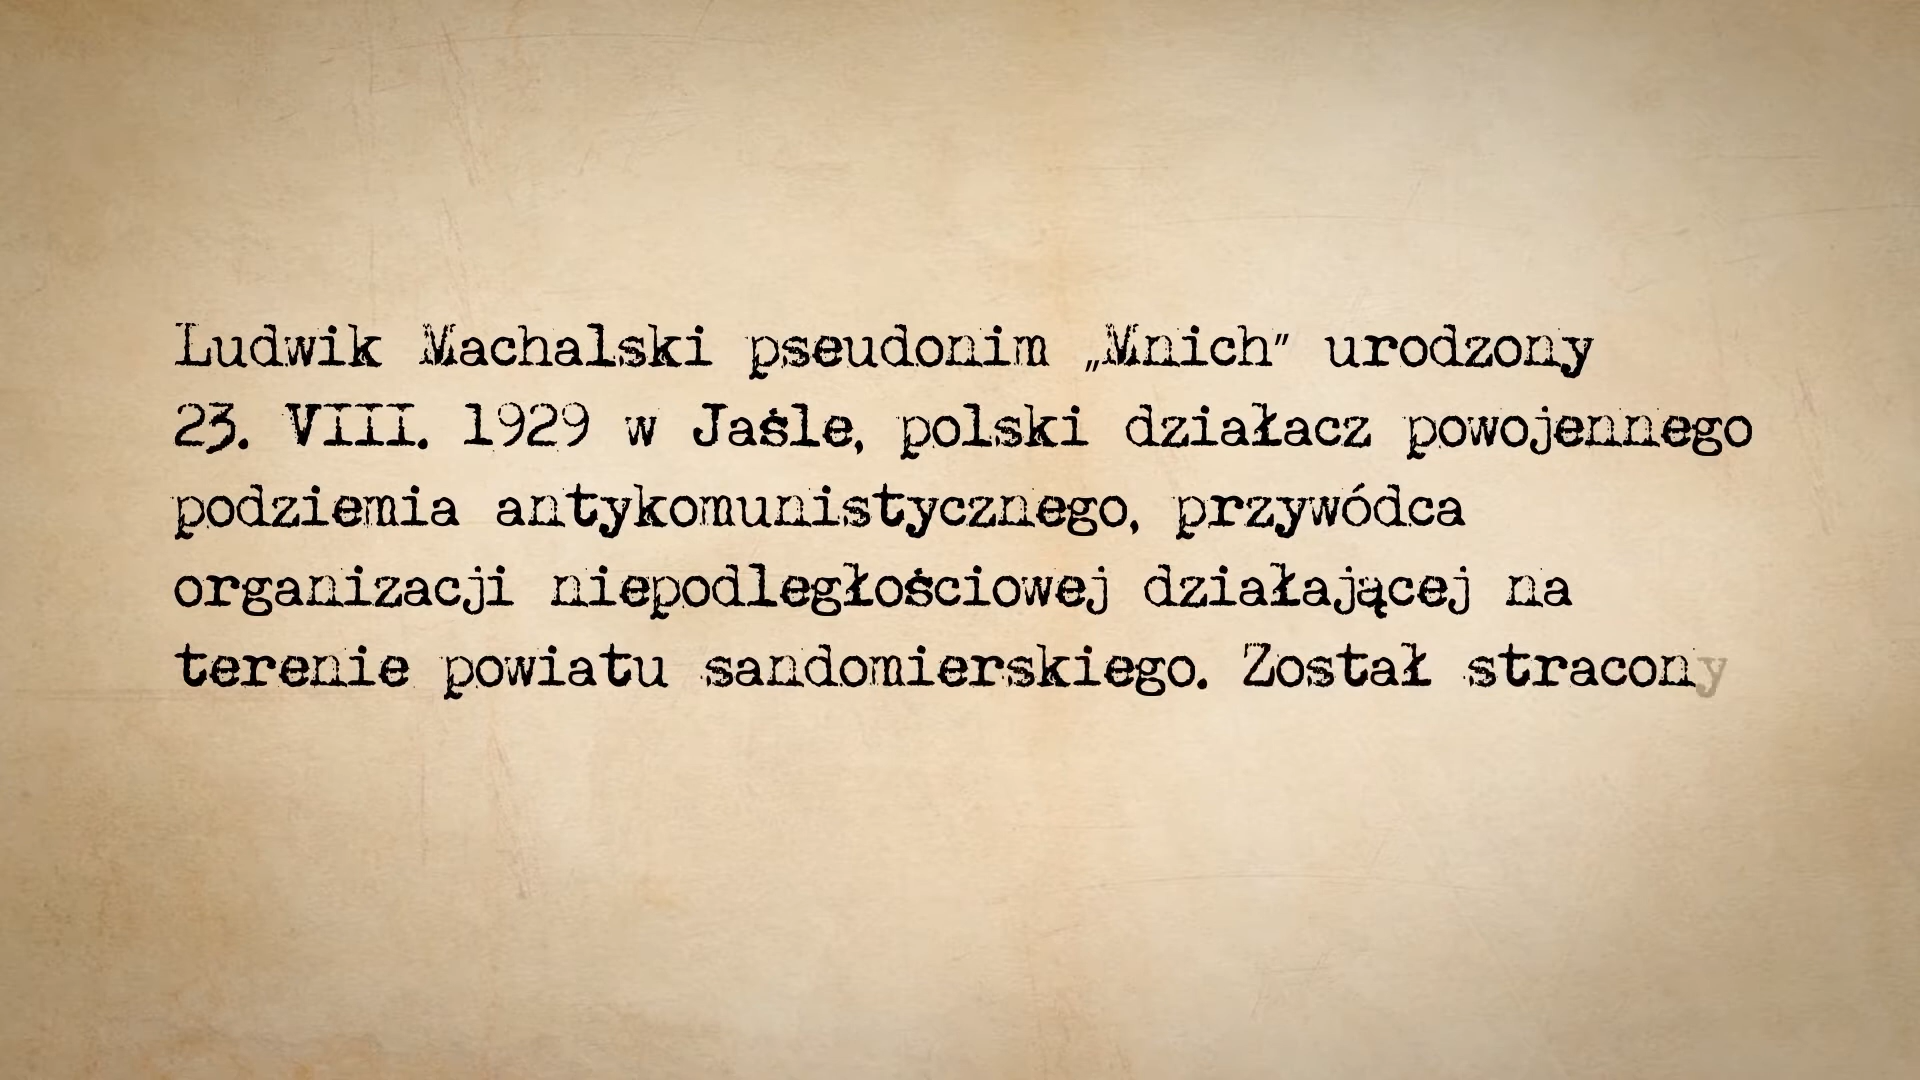 Ludwik Machalski pseudonim „Mnich" urodzony
23. VIII. 1929 w Jaśle, polski działacz powojennego
podziemia antykomunistycznego, przywódca
organizacji niepodległościowej działającej na
terenie powiatu sandomierskiego. Został stracony